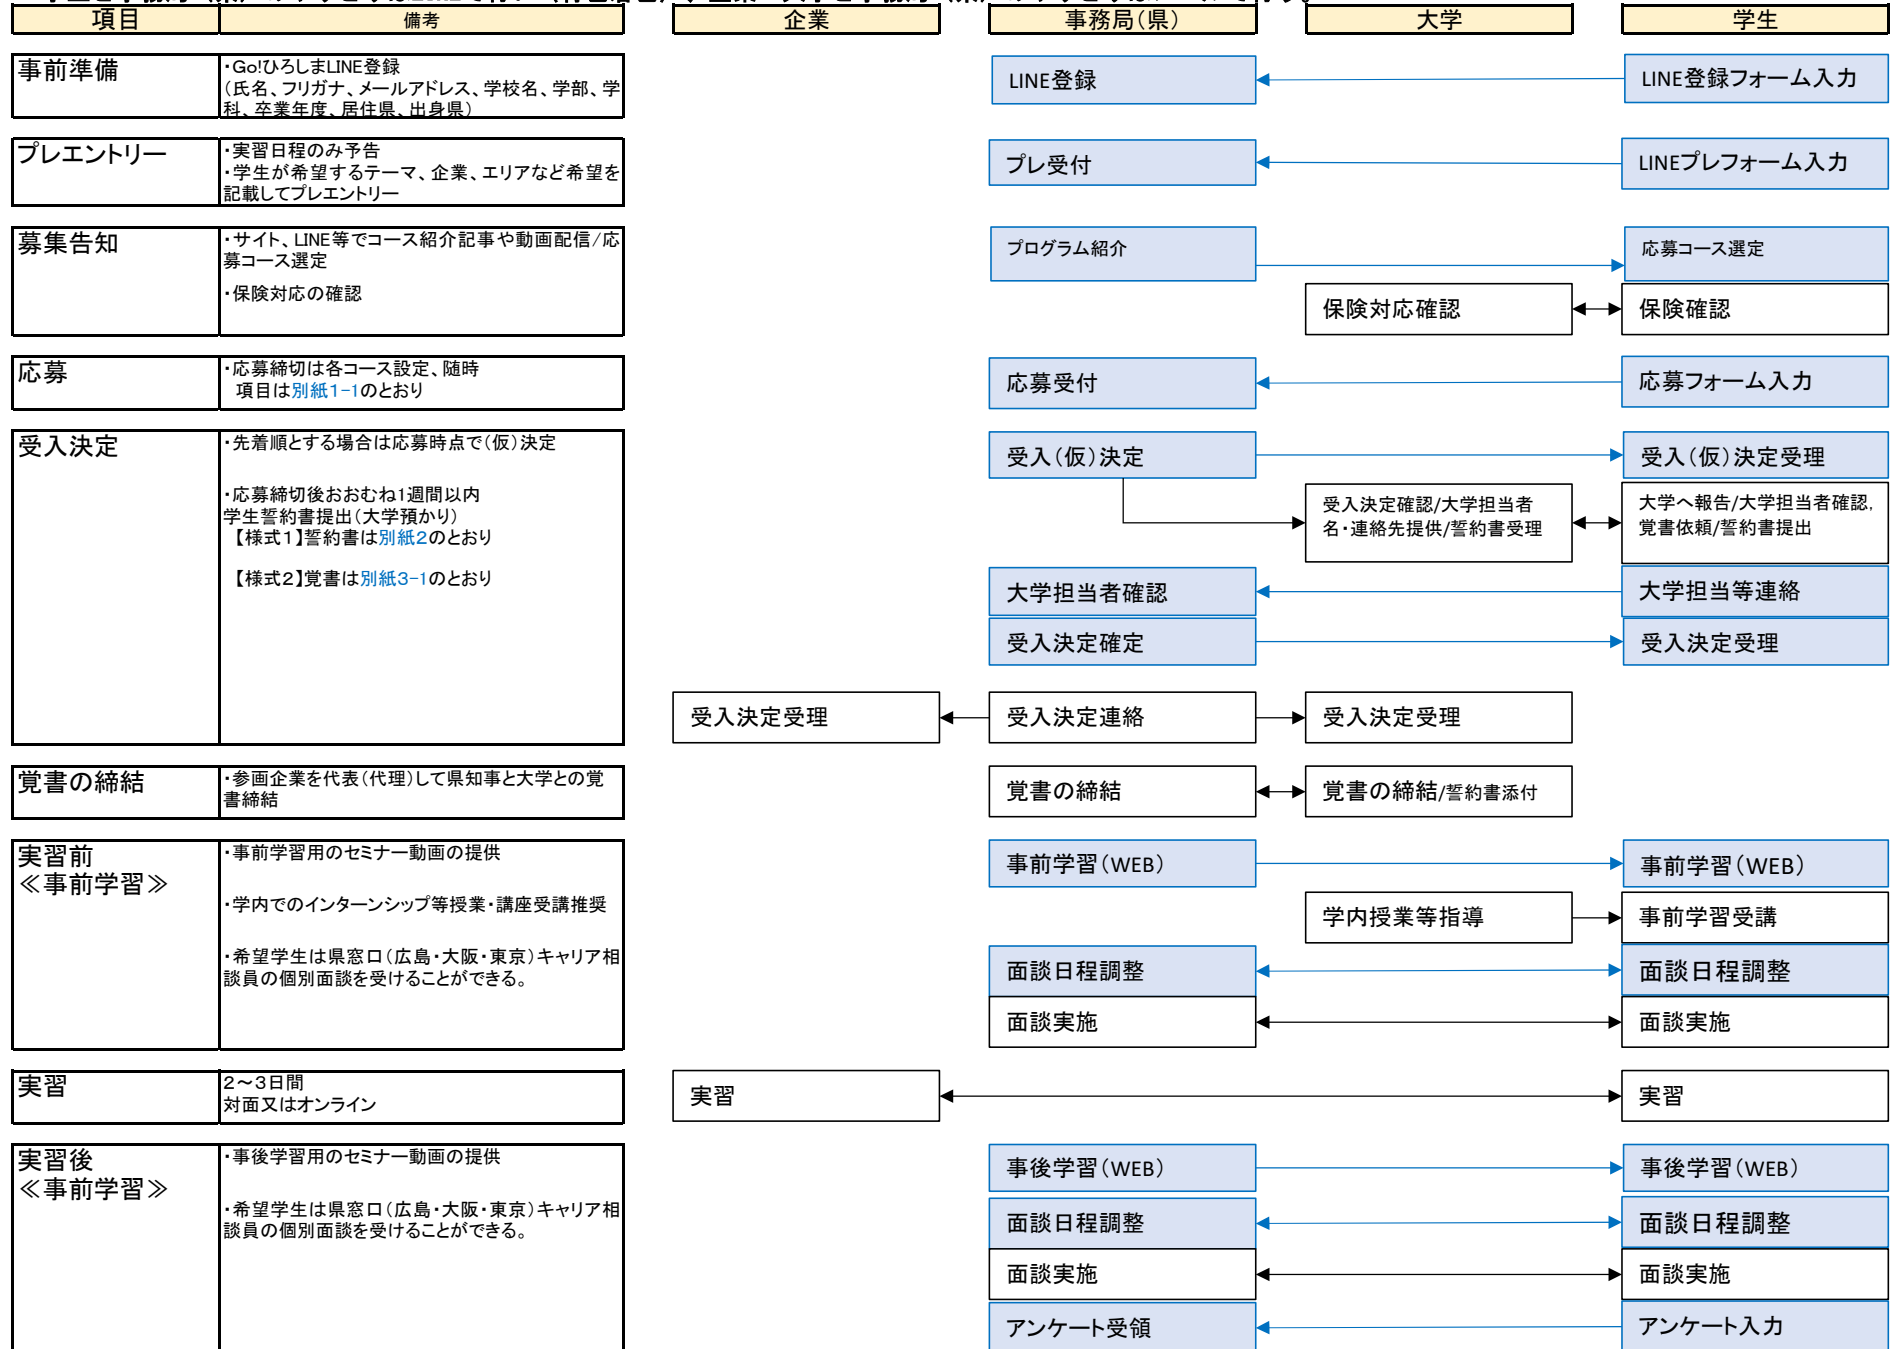 項目
備考
企業
事務局(県)
大学
学生
事前準備
・Go!ひろしまLINE登録
(氏名、フリガナ、メールアドレス、学校名、学部、学
科、卒業年度、居住県、出身県)
LINE登録
LINE登録フォーム入力
プレエントリー
・実習日程のみ予告
・学生が希望するテーマ、企業、エリアなど希望を
記載してプレエントリー
プレ受付
LINEプレフォーム入力
募集告知
・サイト、LINE等でコース紹介記事や動画配信/応
募コース選定
・保険対応の確認
プログラム紹介
応募コース選定
保険対応確認
保険確認
応募
・応募締切は各コース設定、随時
項目は別紙1-1のとおり
応募受付
応募フォーム入力
受入決定
・先着順とする場合は応募時点で(仮)決定
・応募締切後おおむね1週間以内
学生誓約書提出(大学預かり)
【様式1】誓約書は別紙2のとおり
【様式2】覚書は別紙3-1のとおり
受入(仮)決定
受入(仮)決定受理
受入決定確認/大学担当者
名・連絡先提供/誓約書受理
大学へ報告/大学担当者確認,
覚書依頼/誓約書提出
大学担当者確認
大学担当等連絡
受入決定確定
受入決定受理
受入決定受理
受入決定連絡
受入決定受理
覚書の締結
・参画企業を代表(代理)して県知事と大学との覚
書締結
覚書の締結
覚書の締結/誓約書添付
実習前
≪事前学習≫
・事前学習用のセミナー動画の提供
・学内でのインターンシップ等授業・講座受講推奨
・希望学生は県窓口(広島・大阪・東京)キャリア相
談員の個別面談を受けることができる。
事前学習(WEB)
事前学習(WEB)
学内授業等指導
事前学習受講
面談日程調整
面談日程調整
面談実施
面談実施
実習
2～3日間
対面又はオンライン
実習
実習
実習後
≪事前学習≫
・事後学習用のセミナー動画の提供
・希望学生は県窓口(広島・大阪・東京)キャリア相
談員の個別面談を受けることができる。
事後学習(WEB)
事後学習(WEB)
面談日程調整
面談日程調整
面談実施
面談実施
アンケート受領
アンケート入力